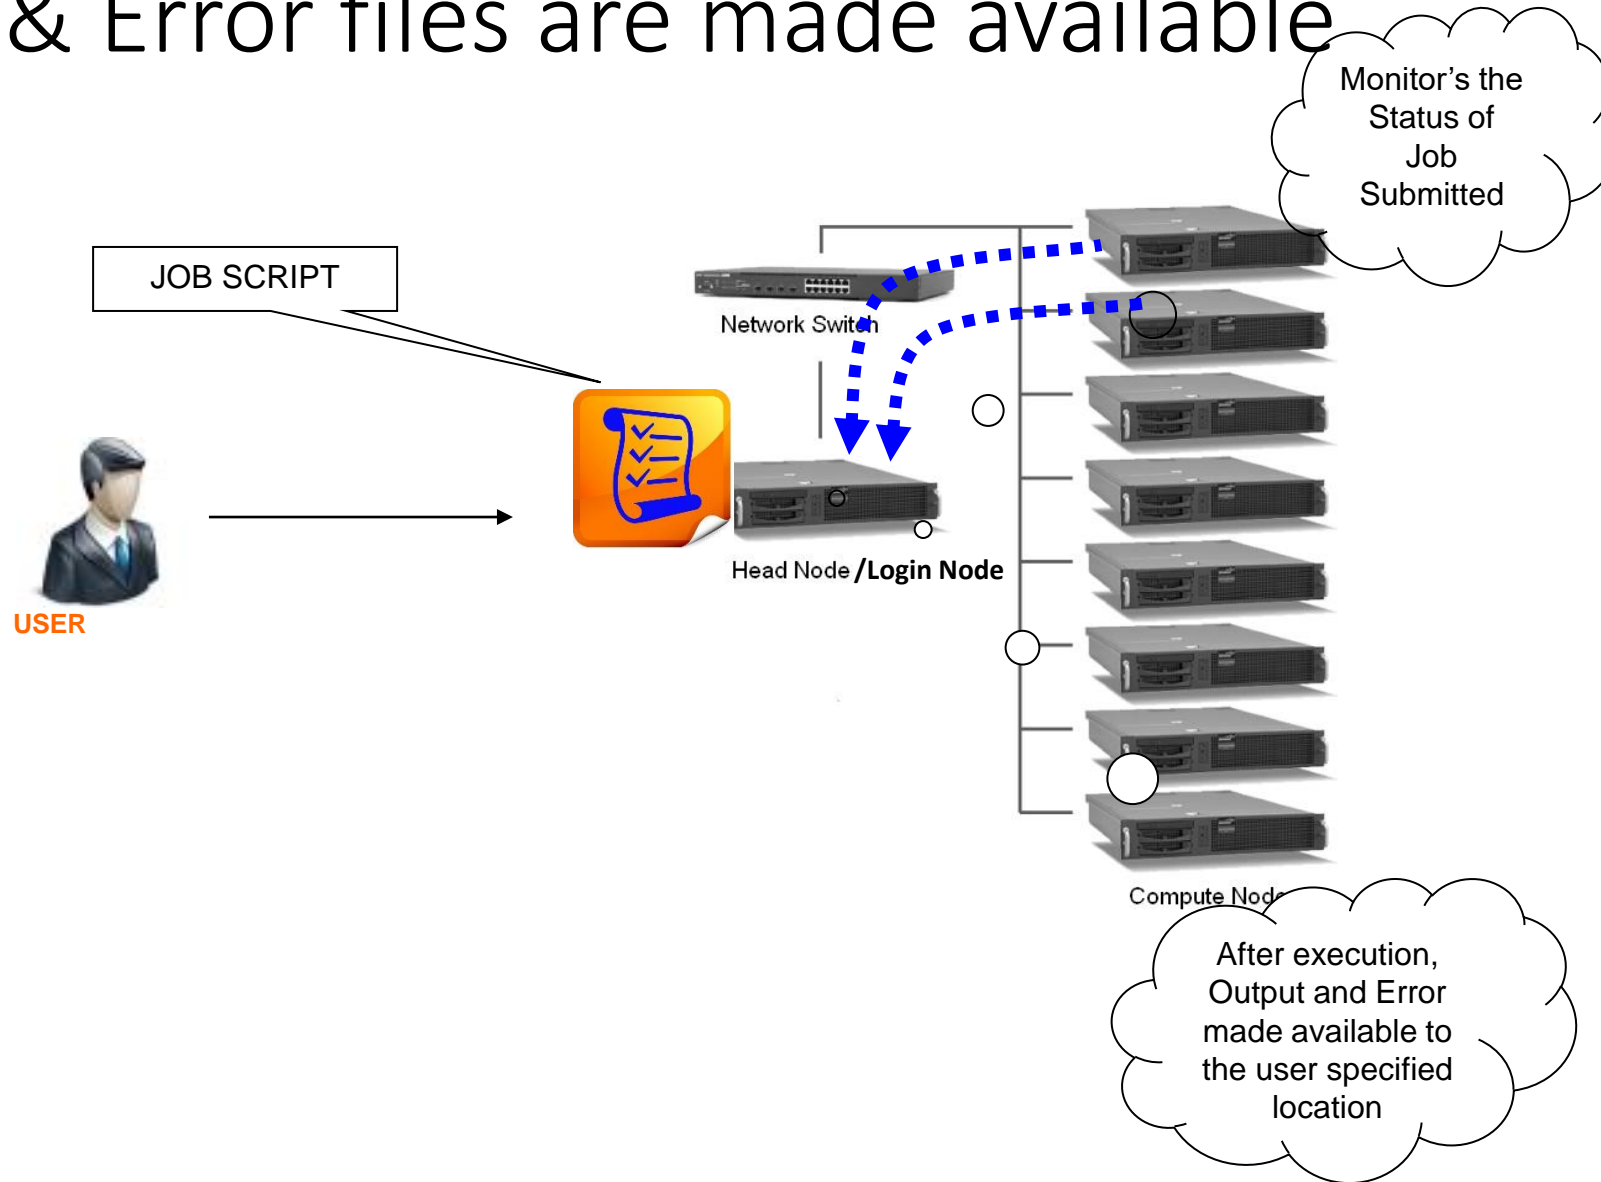 & Error files are made available
Monitor's the
Status of
Job
Submitted
JOB SCRIPT
Network Switch
Head Node /Login Node
USER
Compute Node
After execution,
Output and Error
made available to
the user specified
location